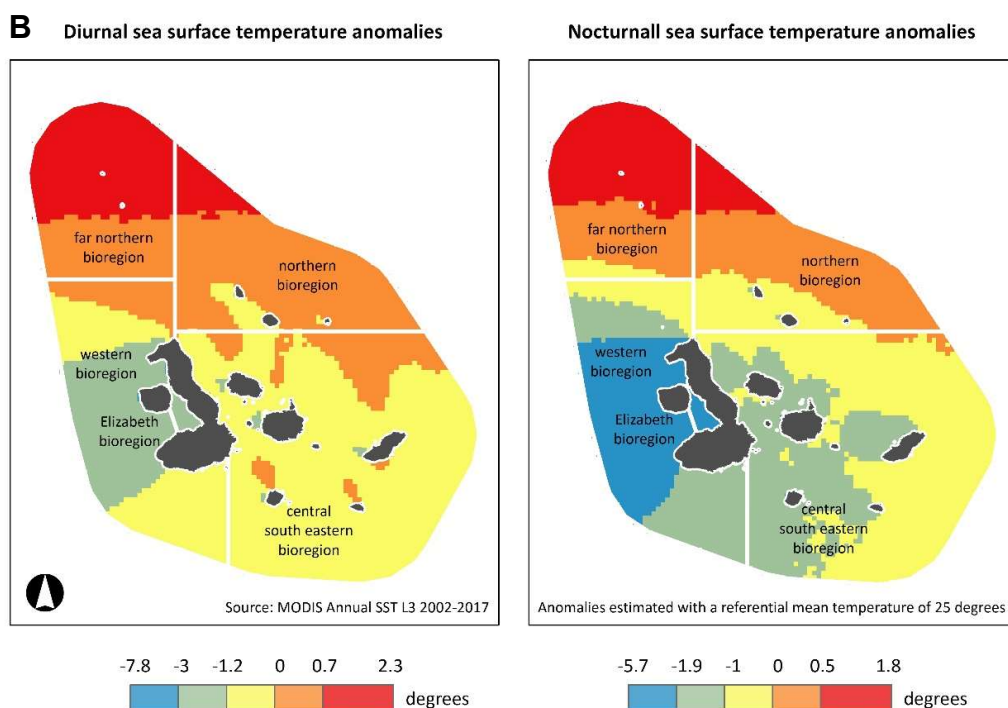 B
Diurnal sea surface temperature anomalies
far northern
bioregion
northern
bioregion
western
bioregion
Elizabeth
bioregion
central
south eastern
bioregion
Source: MODIS Annual SST L3 2002-2017
-7.8 -3 -1.2 0 0.7 2.3
degrees
Nocturnall sea surface temperature anomalies
far northern
bioregion
northern
bioregion
western
bioregion
Elizabeth
bioregion
central
south eastern
bioregion
Anomalies estimated with a referential mean temperature of 25 degrees
-5.7 -1.9 -1 0 0.5 1.8
degrees